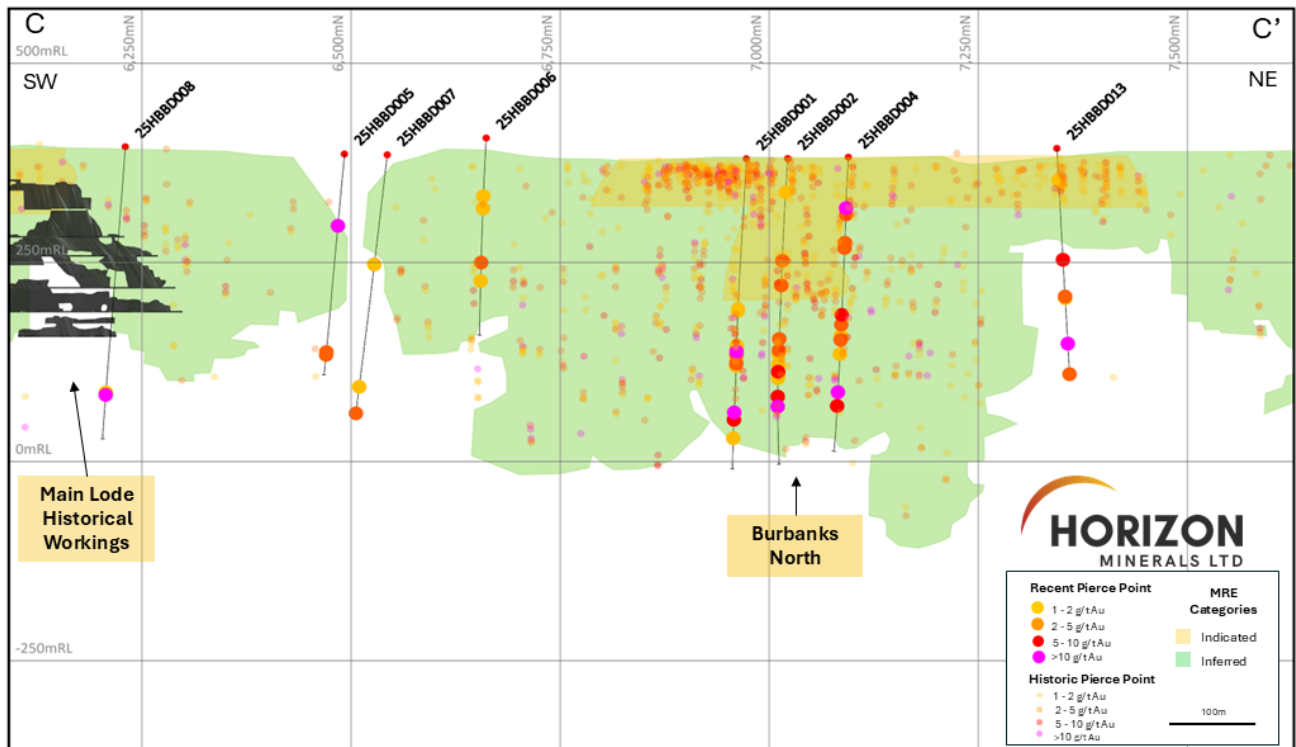 C
C'
6,250mN
6,500mN
6,750mN
7,000mN
7,250mN
7,500mN
500mRL
SW
NE
25HBBD008
25HBBD005
25HBBD007
25HBBD006
25HBBD001
25HBBD002
25HBBD004
25HBBD013
250mRL
0mRL
Main Lode
Historical
Workings
Burbanks
North
HORIZON
MINERALS LTD
-250mRL
Recent Pierce Point
1 - 2 g/t Au
2 - 5 g/t Au
5 - 10 g/t Au
>10 g/t Au
Historic Pierce Point
1 - 2 g/t Au
2 - 5 g/t Au
5 - 10 g/t Au
>10 g/t Au
MRE
Categories
Indicated
Inferred
100m